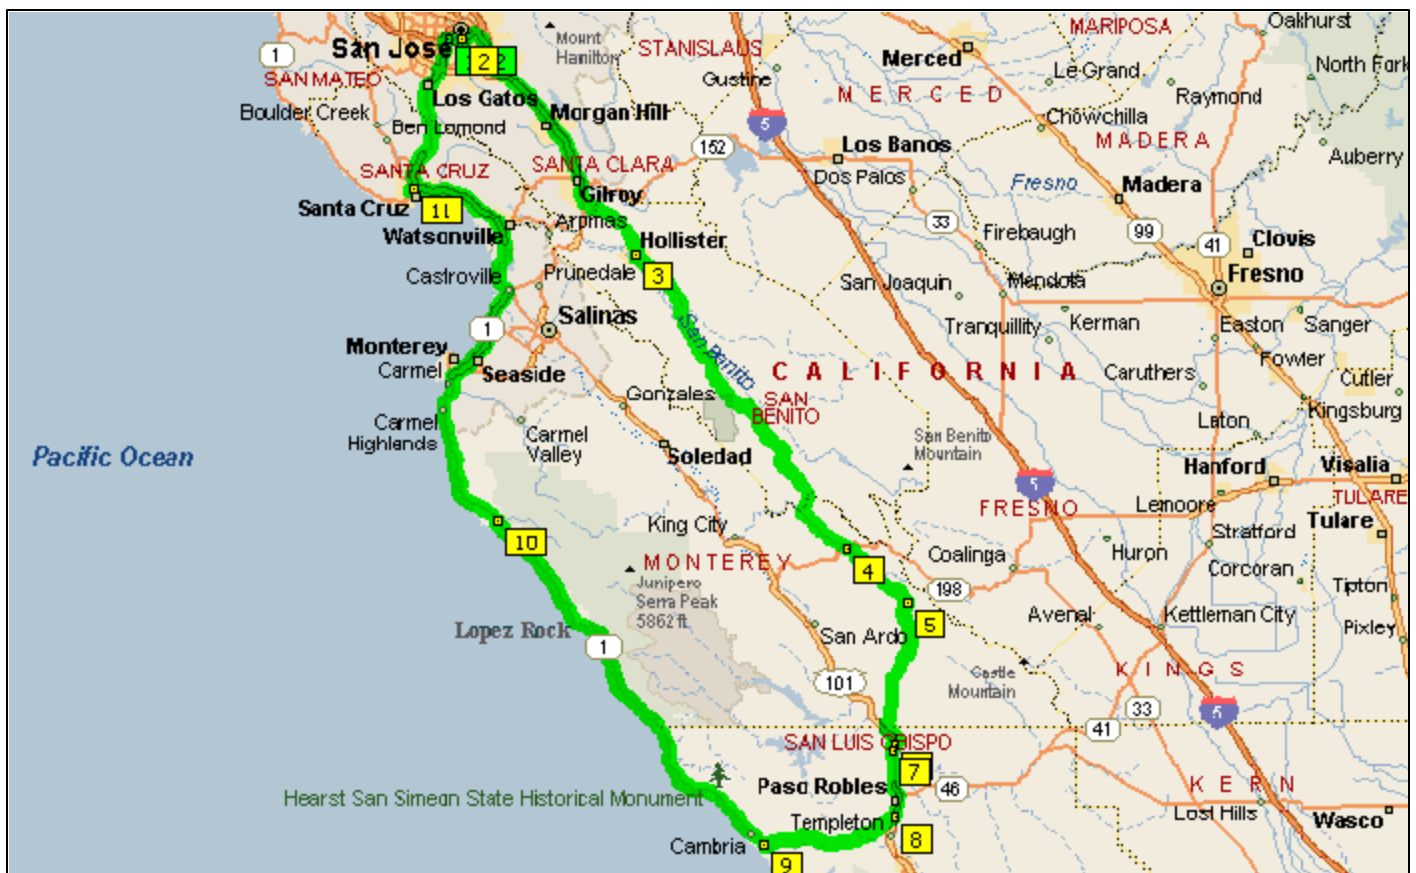 Oakhurst
MARIPOSA
San Jose
1
Mount
Hamilton
STANISLAUS
Merced
2
2
SAN MATEO
Gustine
Le Grand
North Fork
Los Gatos
MERCED
Raymond
Boulder Creek
Ben Lomond
Morgan Hill
5
Chowchilla
MADERA
152
Los Banos
Auberry
SANTA CRUZ
SANTA CLARA
Dos Palos
Fresno
Madera
Gilroy
Santa Cruz
11
Aromas
33
Firebaugh
99
41
Clovis
Watsonville
Hollister
Castroville
Prunedale
3
San Joaquin
Mendota
Fresno
Salinas
1
San Benito
Tranquillity
Kerman
Easton
Sanger
Monterey
Carmel
Seaside
CALIFORNIA
Caruthers
Fowler
Cutler
Gonzales
SAN
BENITO
Laton
Kingsburg
Carmel
Highlands
Carmel
Valley
San Benito
Mountain
Pacific Ocean
Soledad
Hanford
Visalia
5
FRESNO
Lemoore
TULARE
10
King City
Stratford
Tulare
MONTEREY
4
Coalinga
Huron
Corcoran
Junipero
Serra Peak
5862 ft.
198
Tipton
Avenal
Kettleman City
Lopez Rock
1
San Ardo
5
Pixley
101
Castle
Mountain
KINGS
33
5
41
SAN LUIS OBISPO
7
Paso Robles
46
KERN
Hearst San Simeon State Historical Monument
Templeton
Lost Hills
Wasco
Cambria
8
9